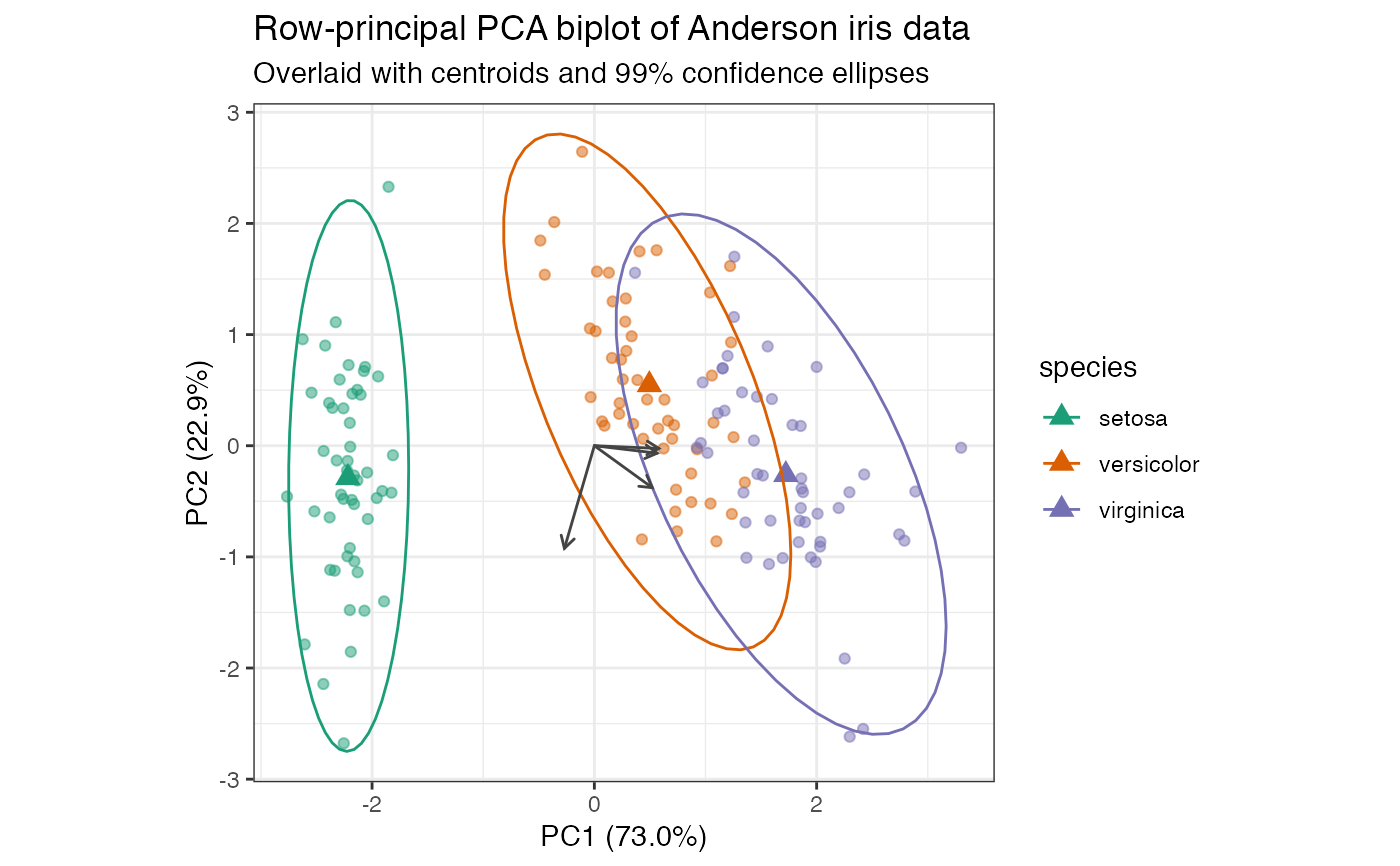 Row-principal PCA biplot of Anderson iris data
Overlaid with centroids and 99% confidence ellipses
3
2
1
0
-1
-2
-3
PC2 (22.9%)
-2
0
2
PC1 (73.0%)
species
setosa
versicolor
virginica